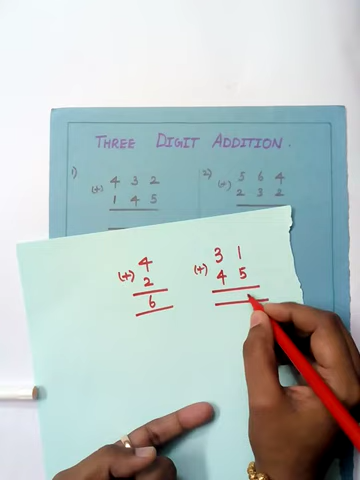 THREE DIGIT ADDITION.
1) 2)
4 3 2 5 6 4
(+) 1 4 5 (+) 2 3 2
4 3 1
(+) 2 (+) 4 5
6